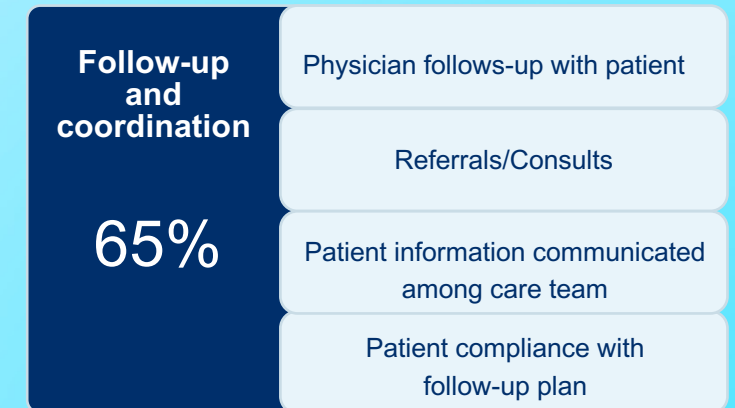 Follow-up
and
coordination
65%
Physician follows-up with patient
Referrals/Consults
Patient information communicated
among care team
Patient compliance with
follow-up plan